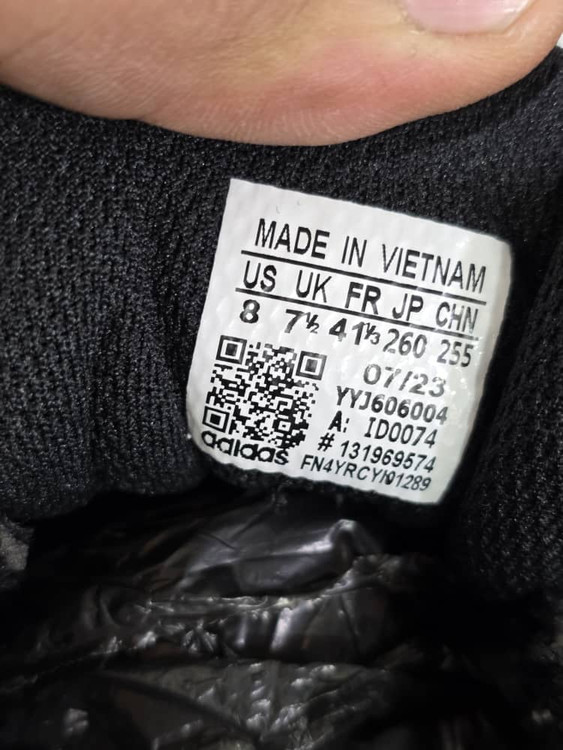 MADE IN VIETNAM
US UK FR JP CHN
8 7½ 41⅓ 260 255
07/23
YYJ606004
A: ID0074
# 131969574
adidas